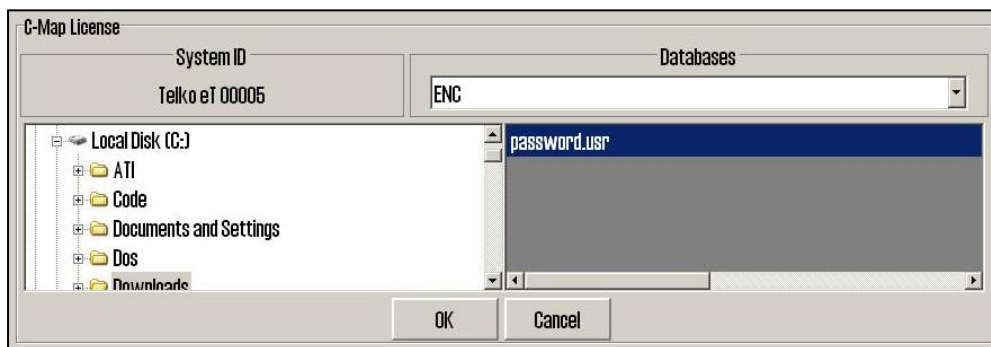 C-Map License
System ID
Telko eT 00005
Databases
ENC
Local Disk (C:)
ATI
Code
Documents and Settings
Dos
Downloads
password.usr
OK
Cancel